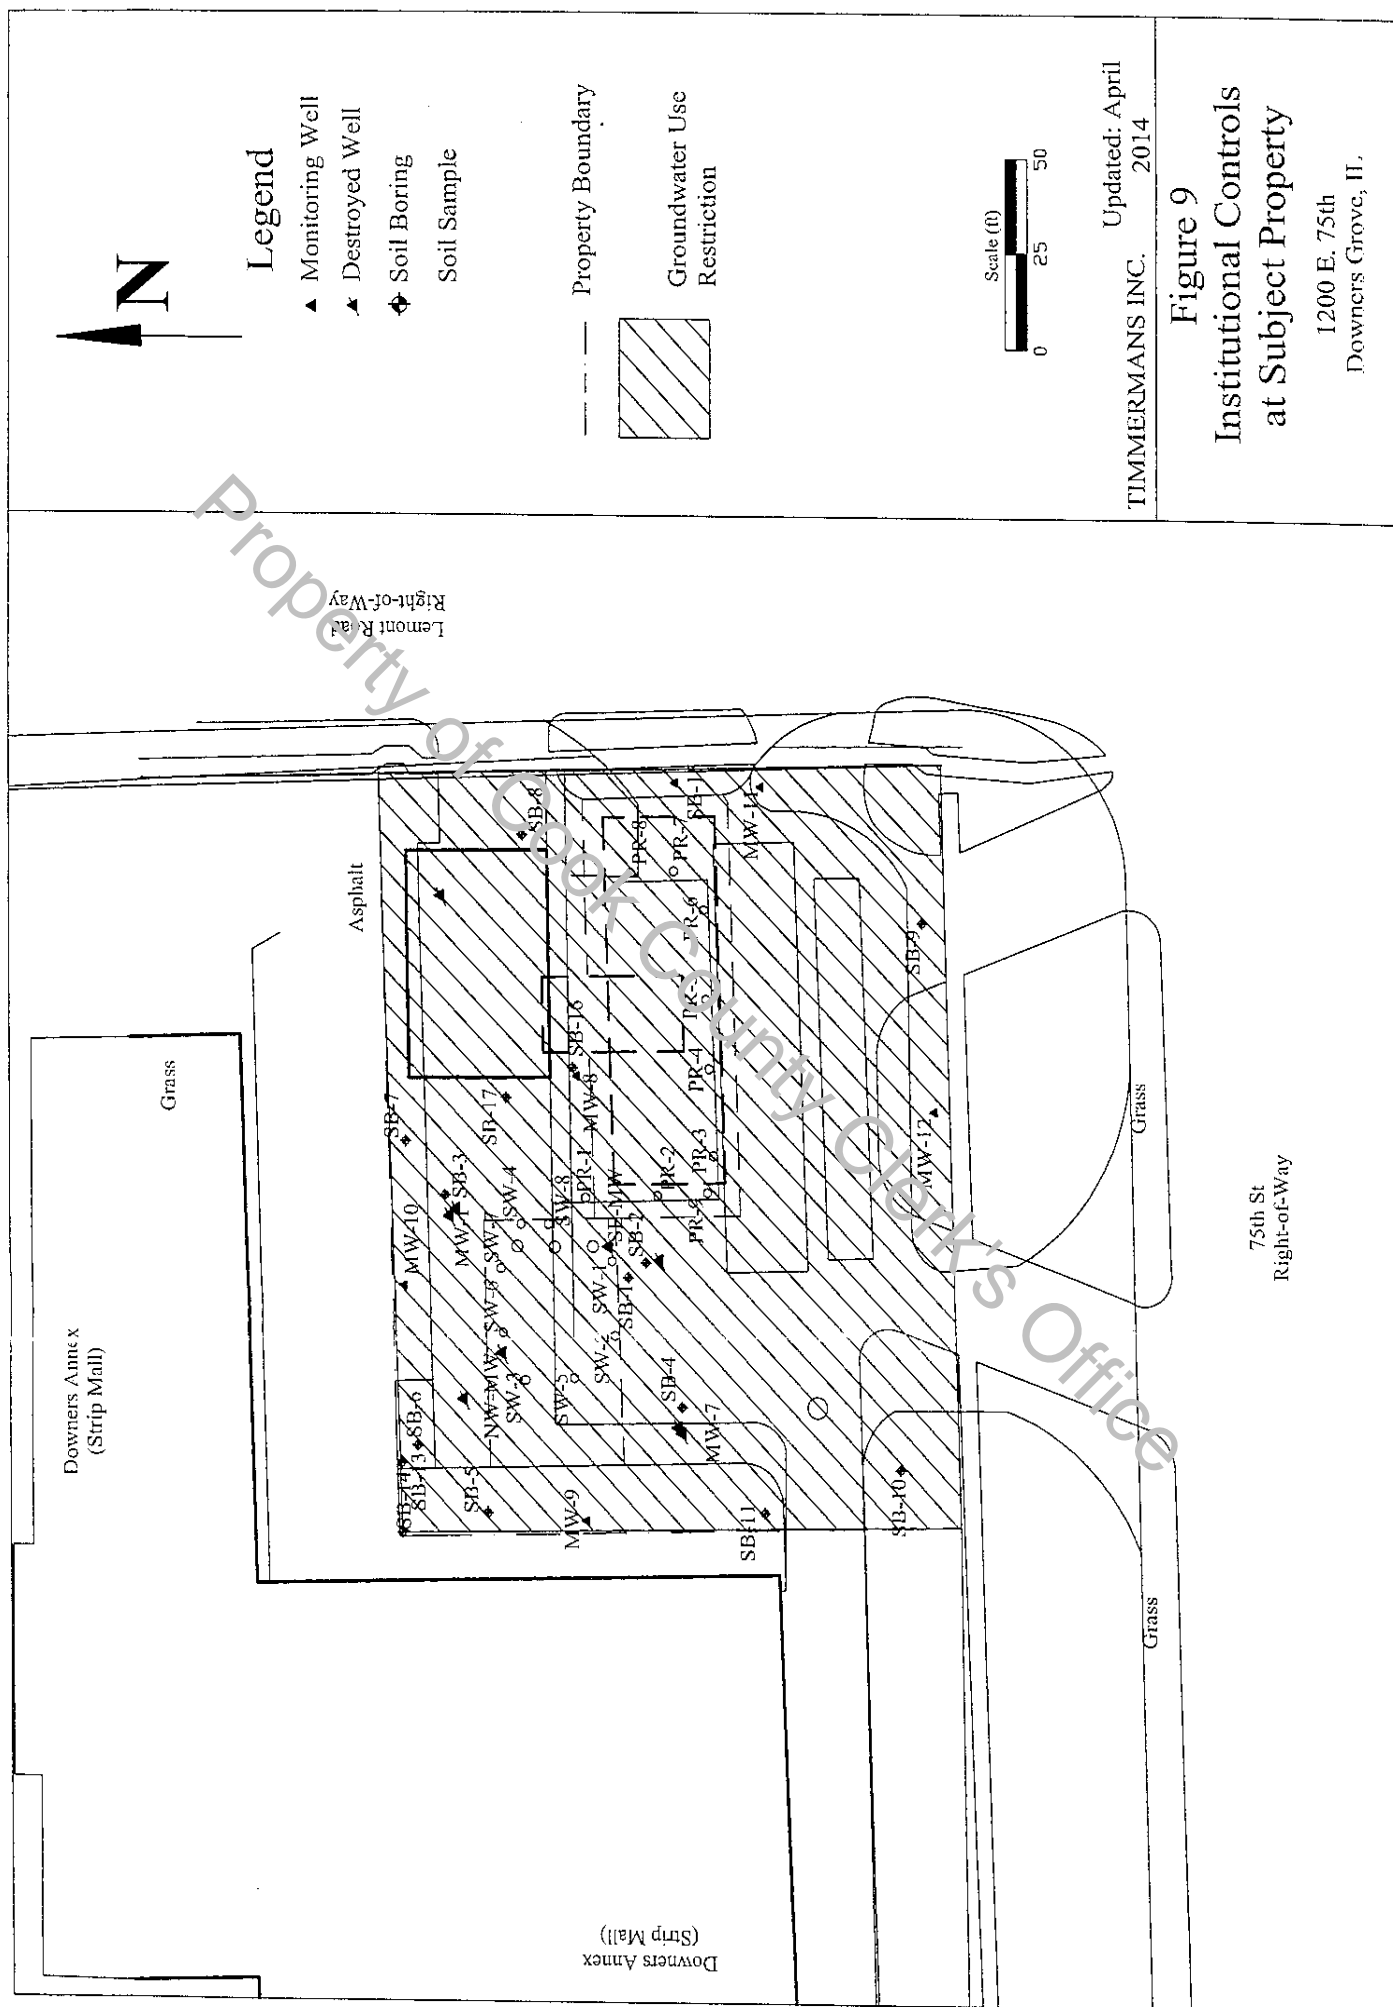 N
Legend
Monitoring Well
Destroyed Well
Soil Boring
Soil Sample
Property Boundary
Groundwater Use
Restriction
Scale (ft)
0 25 50
Updated: April
TIMMERMANS INC. 2014
Figure 9
Institutional Controls
at Subject Property
1200 E. 75th
Downers Grove, IL
Property of Cook County Clerk's Office
Lemont Road
Right-of-Way
Asphalt
Grass
Downers Annex
(Strip Mall)
Downers Annex
(Strip Mall)
75th St
Right-of-Way
Grass
Grass
SB-14
SB-13
SB-6
MW-10
SB-7
SB-5
MW-1
SB-3
NW-MW
SW-6
SW-7
SW-4
SB-17
SB-8
SW-3
SW-5
SW-8
PR-1
MW-8
SB-16
MW-9
SW-2
SW-1
SE-MW
SB-1
SB-2
PR-2
PR-8
SB-4
MW-7
PR-9
PR-3
PR-4
PR-6
PR-7
MW-11
SB-11
SB-10
MW-12
SB-9